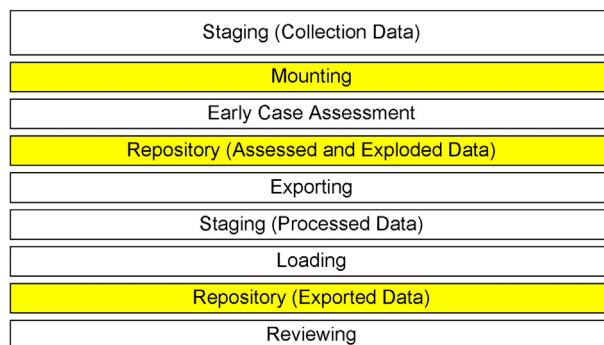 Staging (Collection Data)
Mounting
Early Case Assessment
Repository (Assessed and Exploded Data)
Exporting
Staging (Processed Data)
Loading
Repository (Exported Data)
Reviewing